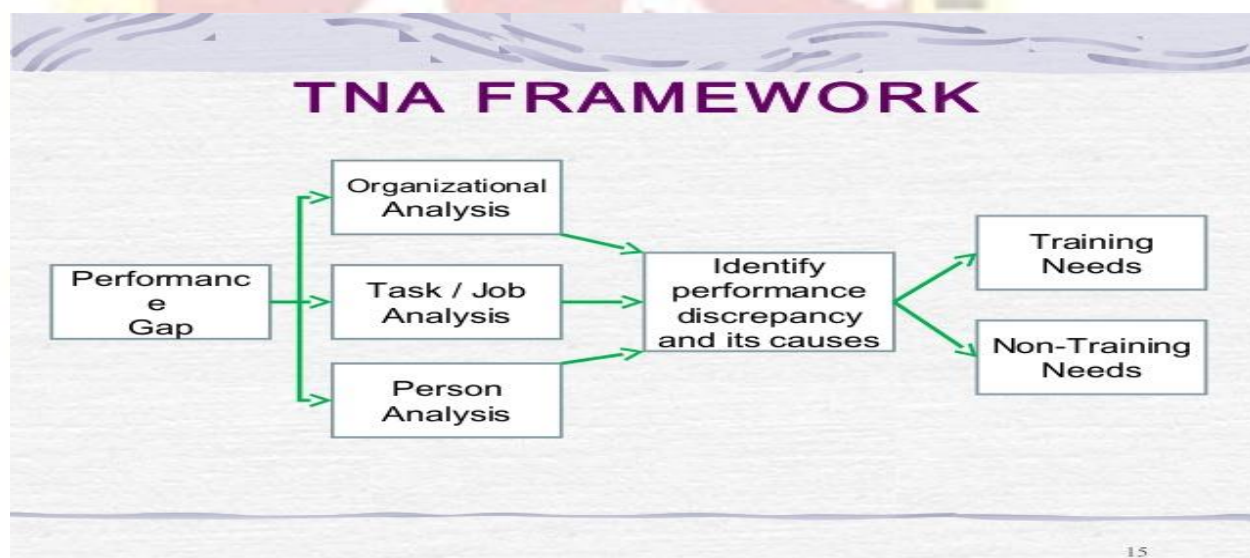 TNA FRAMEWORK
Performanc
e
Gap
Organizational
Analysis
Task / Job
Analysis
Person
Analysis
Identify
performance
discrepancy
and its causes
Training
Needs
Non-Training
Needs
15